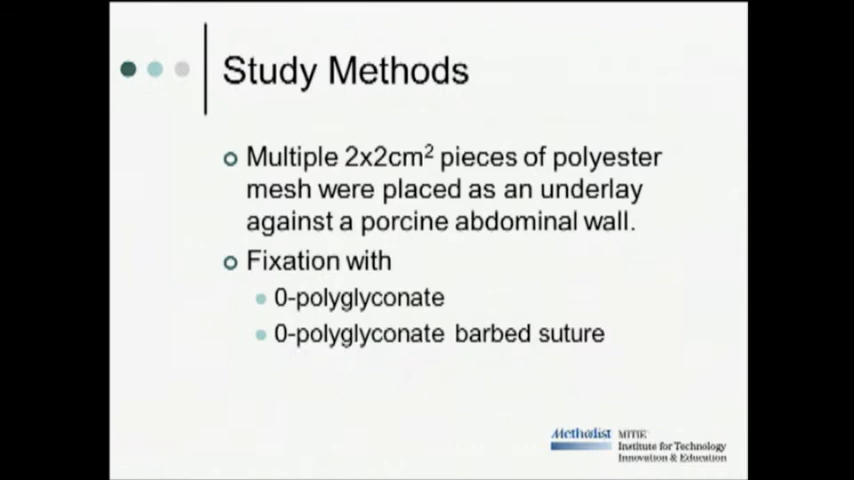 Study Methods
Multiple 2x2cm² pieces of polyester
mesh were placed as an underlay
against a porcine abdominal wall.
Fixation with
0-polyglyconate
0-polyglyconate barbed suture
Methodist MITIE
Institute for Technology
Innovation & Education